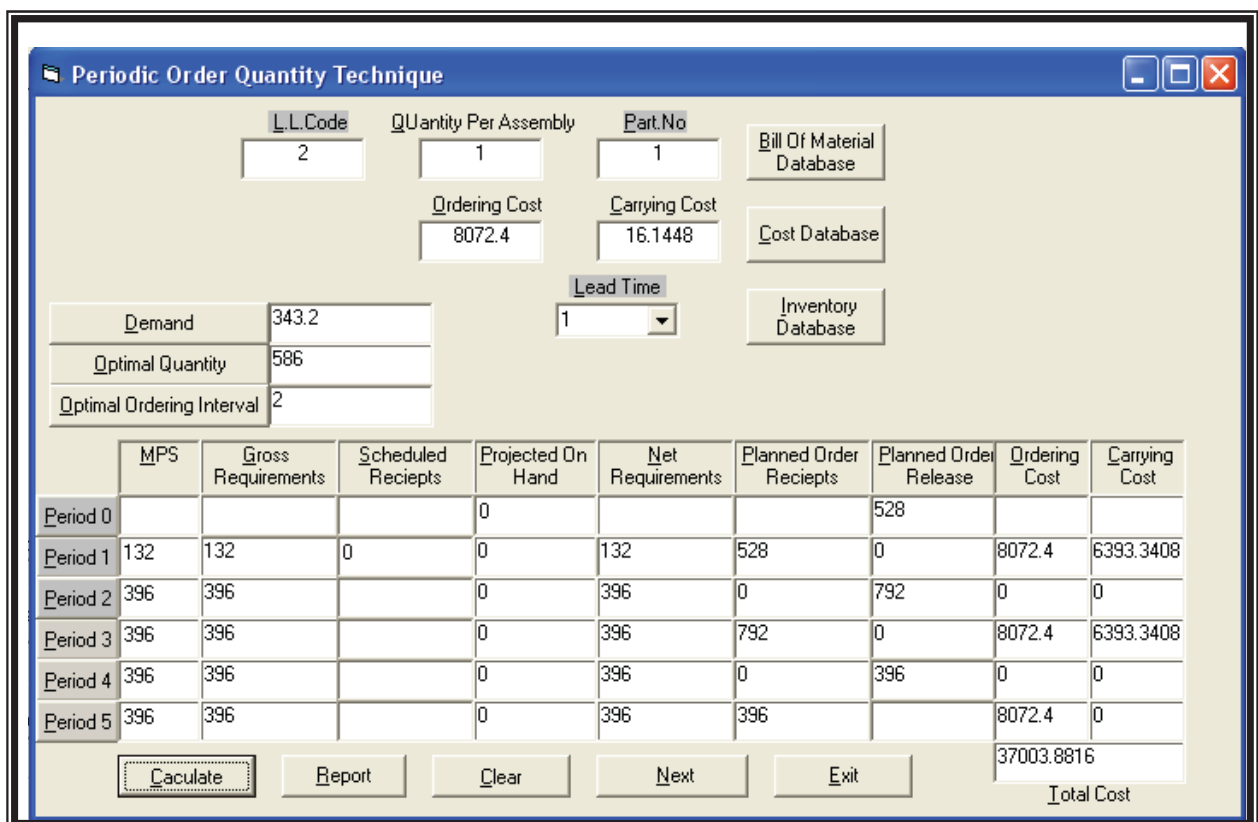 Periodic Order Quantity Technique
L.L.Code QUantity Per Assembly Part.No
2 1 1
Bill Of Material
Database
Ordering Cost Carrying Cost
8072.4 16.1448
Cost Database
Lead Time
1
Inventory
Database
Demand 343.2
Optimal Quantity 586
Optimal Ordering Interval 2
MPS Gross Requirements Scheduled Reciepts Projected On Hand Net Requirements Planned Order Reciepts Planned Order Release Ordering Cost Carrying Cost
Period 0 0 528
Period 1 132 132 0 0 132 528 0 8072.4 6393.3408
Period 2 396 396 0 396 0 792 0 0
Period 3 396 396 0 396 792 0 8072.4 6393.3408
Period 4 396 396 0 396 0 396 0 0
Period 5 396 396 0 396 396 8072.4 0
37003.8816
Caculate Report Clear Next Exit
Total Cost